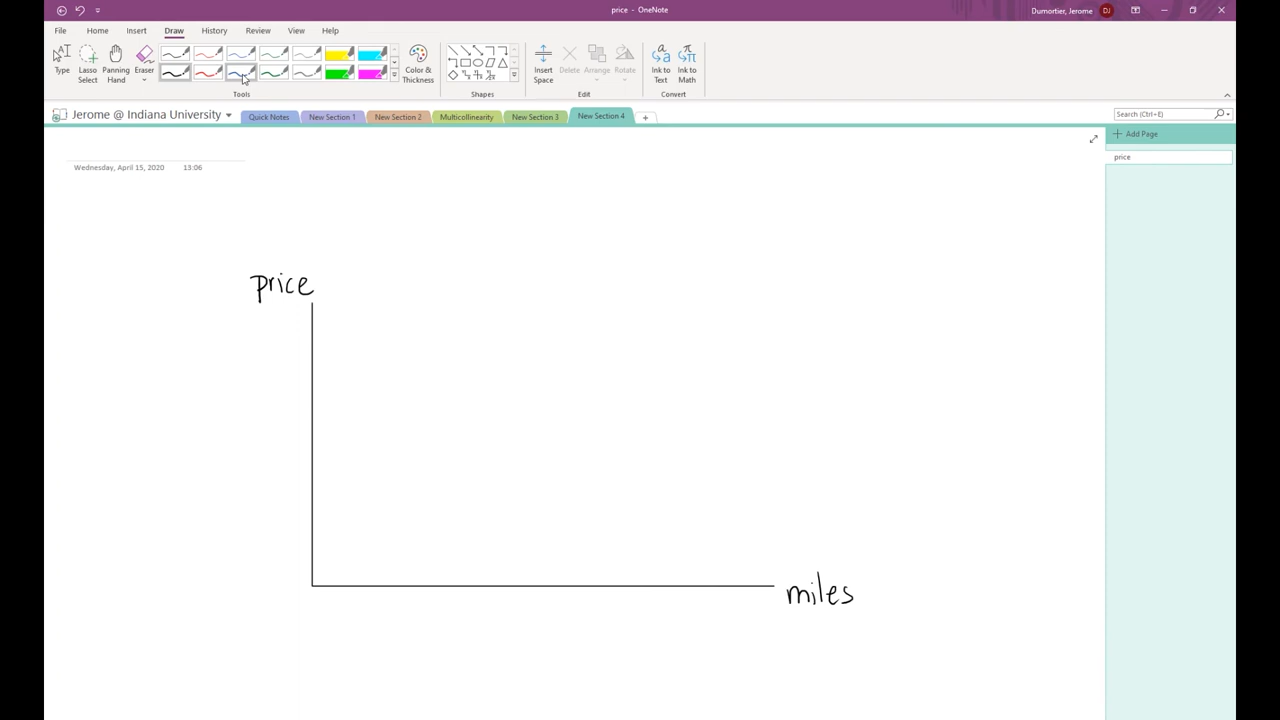 price - OneNote
Dumortier, Jerome DJ
File Home Insert Draw History Review View Help
Type Lasso Select Panning Hand Eraser Color & Thickness Insert Space Delete Arrange Rotate Ink to Text Ink to Math
Tools Shapes Edit Convert
Jerome @ Indiana University Quick Notes New Section 1 New Section 2 Multicollinearity New Section 3 New Section 4 Search (Ctrl+E)
Add Page
price
Wednesday, April 15, 2020 13:06
price
miles